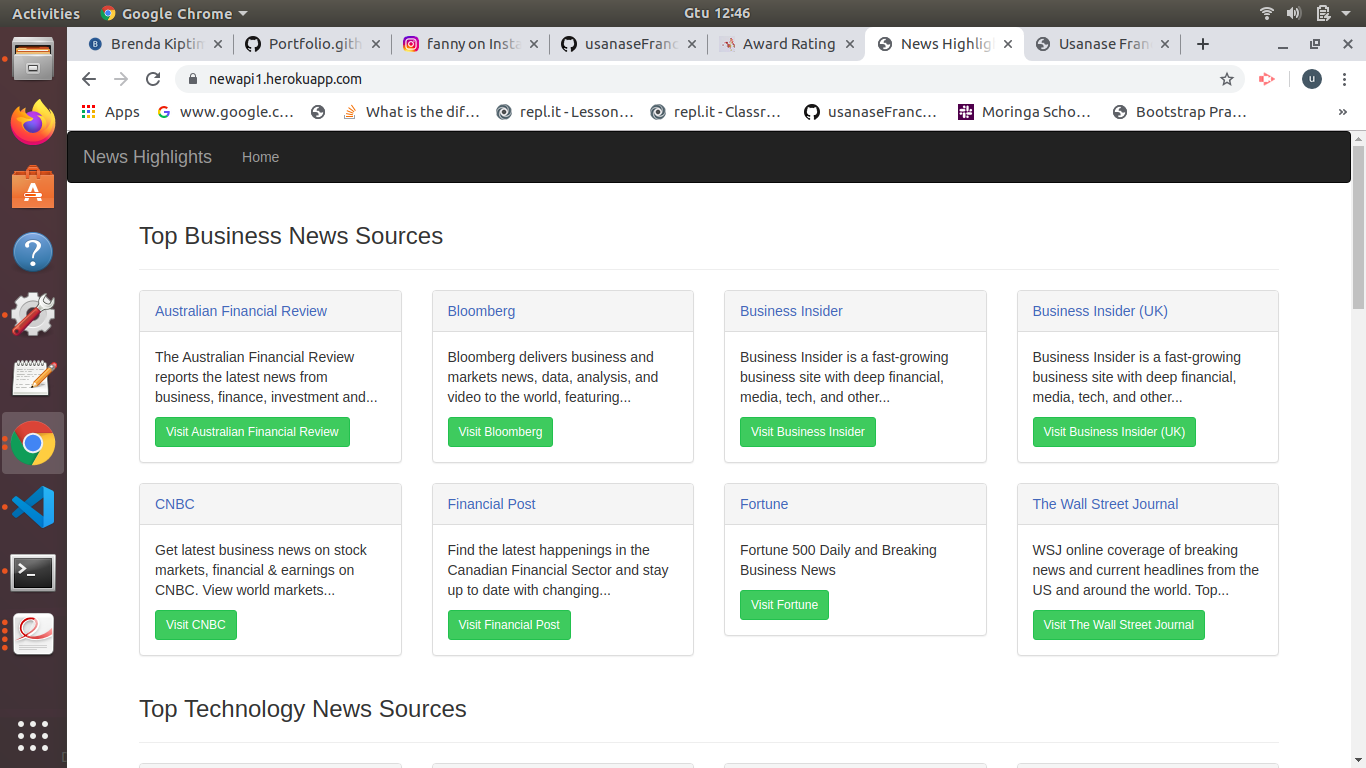 Activities Google Chrome Gtu 12:46
Brenda Kiptim Portfolio.gith fanny on Insta usanaseFranc Award Rating News Highlig Usanase Fran
newapi1.herokuapp.com u
Apps www.google.c... What is the dif... repl.it - Lesson... repl.it - Classr... usanaseFranc... Moringa Scho... Bootstrap Pra... »
News Highlights Home
Top Business News Sources
Australian Financial Review
The Australian Financial Review
reports the latest news from
business, finance, investment and...
Visit Australian Financial Review
Bloomberg
Bloomberg delivers business and
markets news, data, analysis, and
video to the world, featuring...
Visit Bloomberg
Business Insider
Business Insider is a fast-growing
business site with deep financial,
media, tech, and other...
Visit Business Insider
Business Insider (UK)
Business Insider is a fast-growing
business site with deep financial,
media, tech, and other...
Visit Business Insider (UK)
CNBC
Get latest business news on stock
markets, financial & earnings on
CNBC. View world markets...
Visit CNBC
Financial Post
Find the latest happenings in the
Canadian Financial Sector and stay
up to date with changing...
Visit Financial Post
Fortune
Fortune 500 Daily and Breaking
Business News
Visit Fortune
The Wall Street Journal
WSJ online coverage of breaking
news and current headlines from the
US and around the world. Top...
Visit The Wall Street Journal
Top Technology News Sources